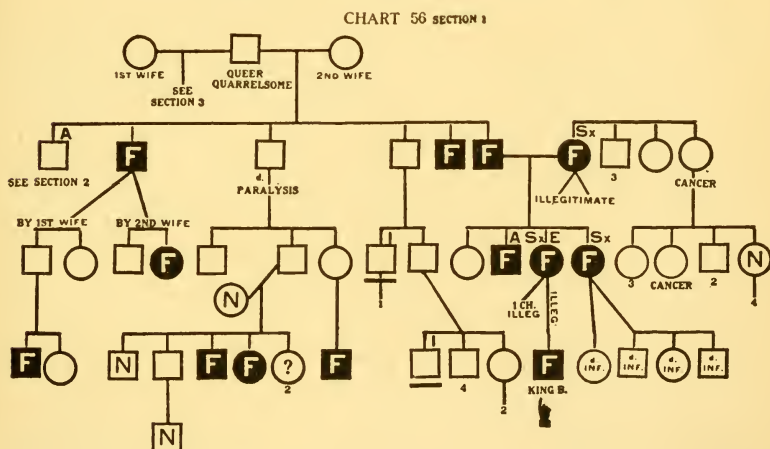 CHART 56 SECTION 1
1ST WIFE
SEE
SECTION 3
QUEER
QUARRELSOME
2ND WIFE
A
F
F
F
F
Sx
3
SEE SECTION 2
d.
PARALYSIS
ILLEGITIMATE
CANCER
BY 1ST WIFE
BY 2ND WIFE
F
N
1
A
F
Sx E
F
Sx
F
3
CANCER
2
N
4
1 CH.
ILLEG
ILLEG.
F
N
F
F
?
2
F
1
4
2
F
KING B.
d.
INF.
d.
INF.
d.
INF.
d.
INF.
N